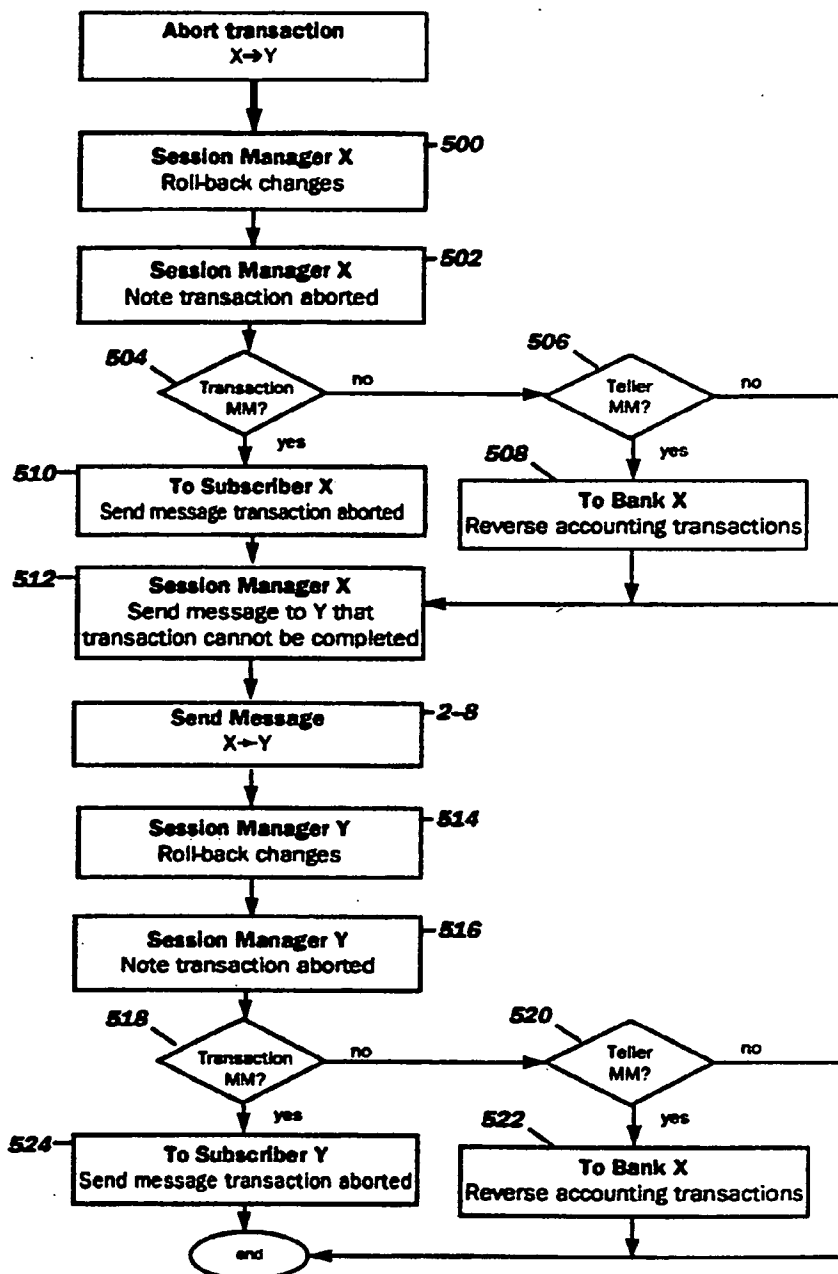 Abort transaction
X→Y
500
Session Manager X
Roll-back changes
502
Session Manager X
Note transaction aborted
504
Transaction
MM?
no
yes
506
Teller
MM?
no
yes
510
To Subscriber X
Send message transaction aborted
508
To Bank X
Reverse accounting transactions
512
Session Manager X
Send message to Y that
transaction cannot be completed
Send Message
X→Y
2-8
514
Session Manager Y
Roll-back changes
516
Session Manager Y
Note transaction aborted
518
Transaction
MM?
no
yes
520
Teller
MM?
no
yes
524
To Subscriber Y
Send message transaction aborted
522
To Bank X
Reverse accounting transactions
end